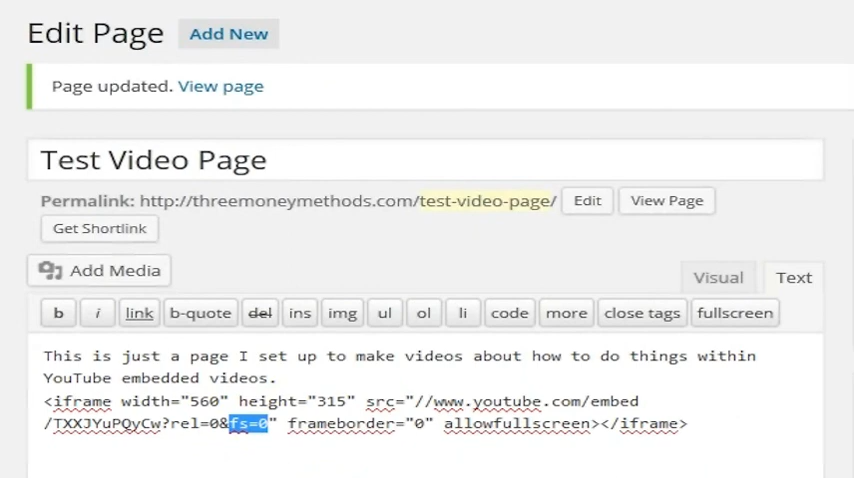 Edit Page Add New
Page updated. View page
Test Video Page
Permalink: http://threemoneymethods.com/test-video-page/ Edit View Page
Get Shortlink
Add Media
Visual Text
b i link b-quote del ins img ul ol li code more close tags fullscreen
This is just a page I set up to make videos about how to do things within
YouTube embedded videos.
<iframe width="560" height="315" src="//www.youtube.com/embed
/TXXJYuPQyCw?rel=0&fs=0" frameborder="0" allowfullscreen></iframe>